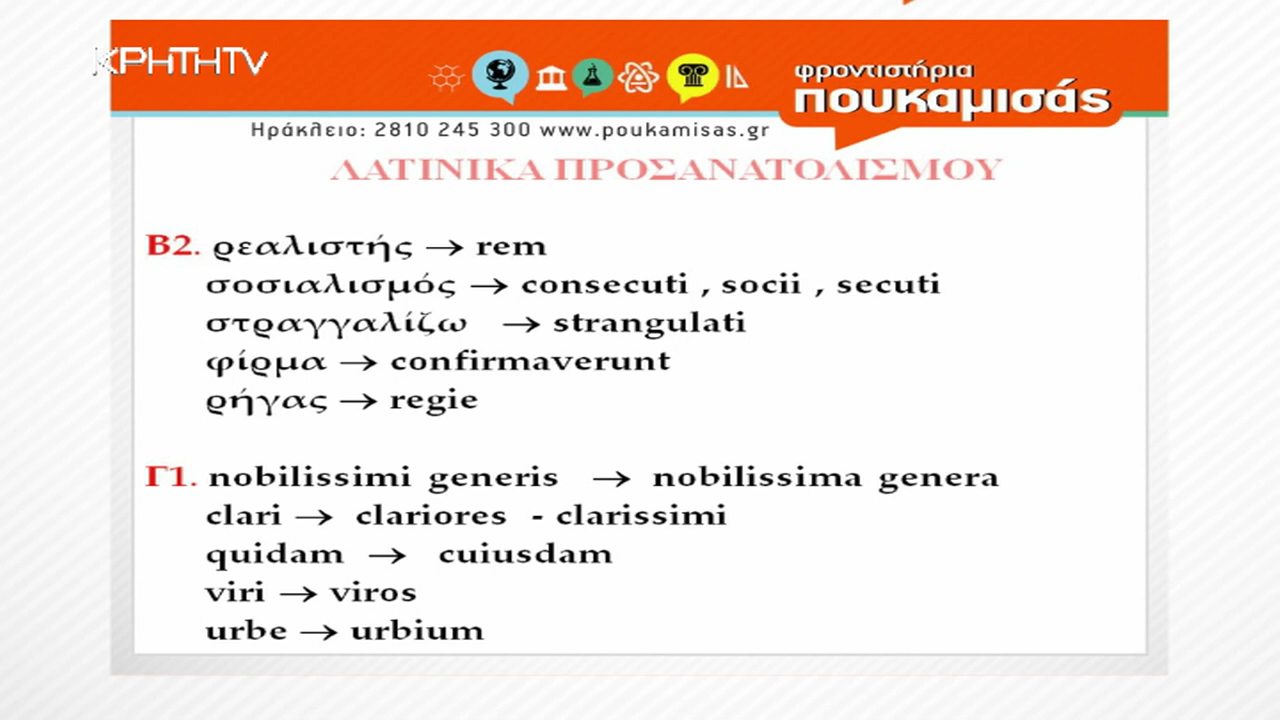 ΚΡΗΤΗTV
φροντιστήρια
πουκαμισάς
Ηράκλειο: 2810 245 300 www.poukamisas.gr
ΛΑΤΙΝΙΚΑ ΠΡΟΣΑΝΑΤΟΛΙΣΜΟΥ
Β2. ρεαλιστής → rem
σοσιαλισμός → consecuti , socii , secuti
στραγγαλίζω → strangulati
φίρμα → confirmaverunt
ρήγας → regie
Γ1. nobilissimi generis → nobilissima genera
clari → clariores - clarissimi
quidam → cuiusdam
viri → viros
urbe → urbium